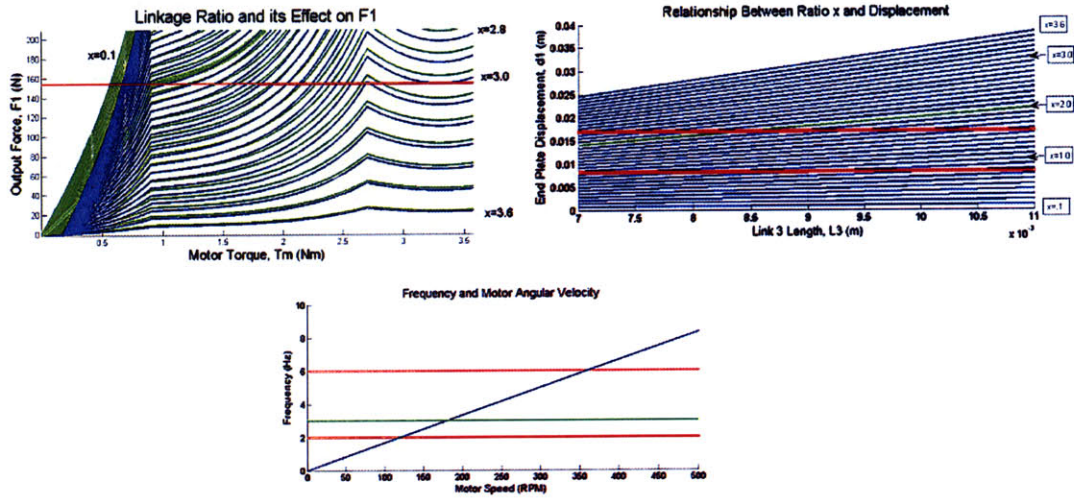 Linkage Ratio and its Effect on F1
Output Force, F1 (N)
200
180
160
140
120
100
80
60
40
20
0
x=0.1
x=2.8
x=3.0
x=3.6
0.5
1
1.5
2
2.5
3
3.5
Motor Torque, Tm (Nm)
Relationship Between Ratio x and Displacement
End Plate Displacement, d1 (m)
0.04
0.035
0.03
0.025
0.02
0.015
0.01
0.005
0
x=3.6
x=3.0
x=2.0
x=1.0
x=.1
7
7.5
8
8.5
9
9.5
10
10.5
11
x 10⁻³
Link 3 Length, L3 (m)
Frequency and Motor Angular Velocity
Frequency (Hz)
10
8
6
4
2
0
0
50
100
150
200
250
300
350
400
450
500
Motor Speed (RPM)